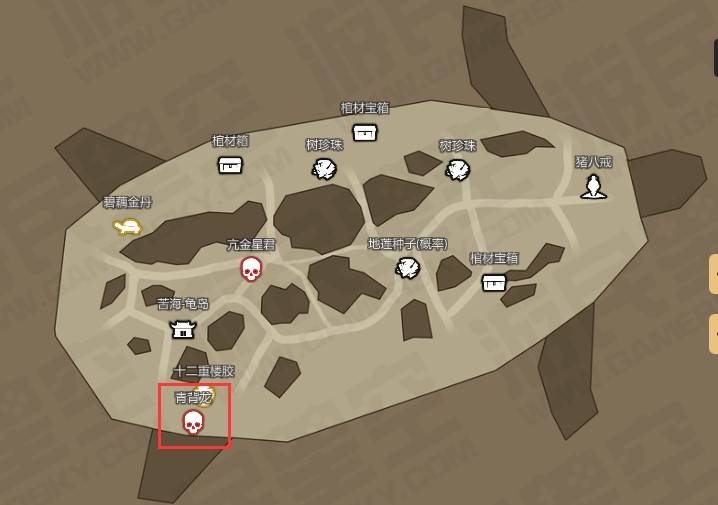 棺材宝箱
棺材箱
树珍珠
树珍珠
猪八戒
碧藕金丹
亢金星君
地莲种子(概率)
棺材宝箱
苦海-龟岛
十二重楼胶
青背龙